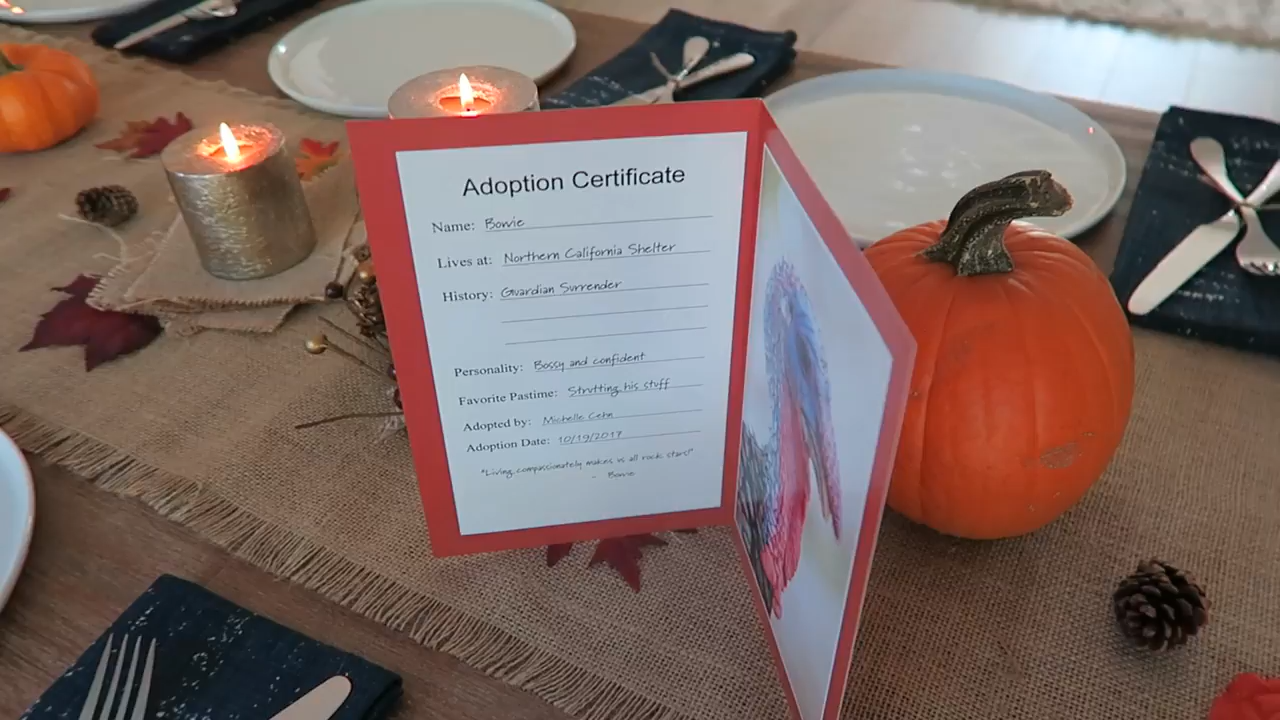 Adoption Certificate
Name: Bowie
Lives at: Northern California Shelter
History: Guardian Surrender
Personality: Bossy and confident
Favorite Pastime: Strutting his stuff
Adopted by: Michelle Cehn
Adoption Date: 10/19/2017
"Living compassionately makes us all rock stars!"
- Bowie